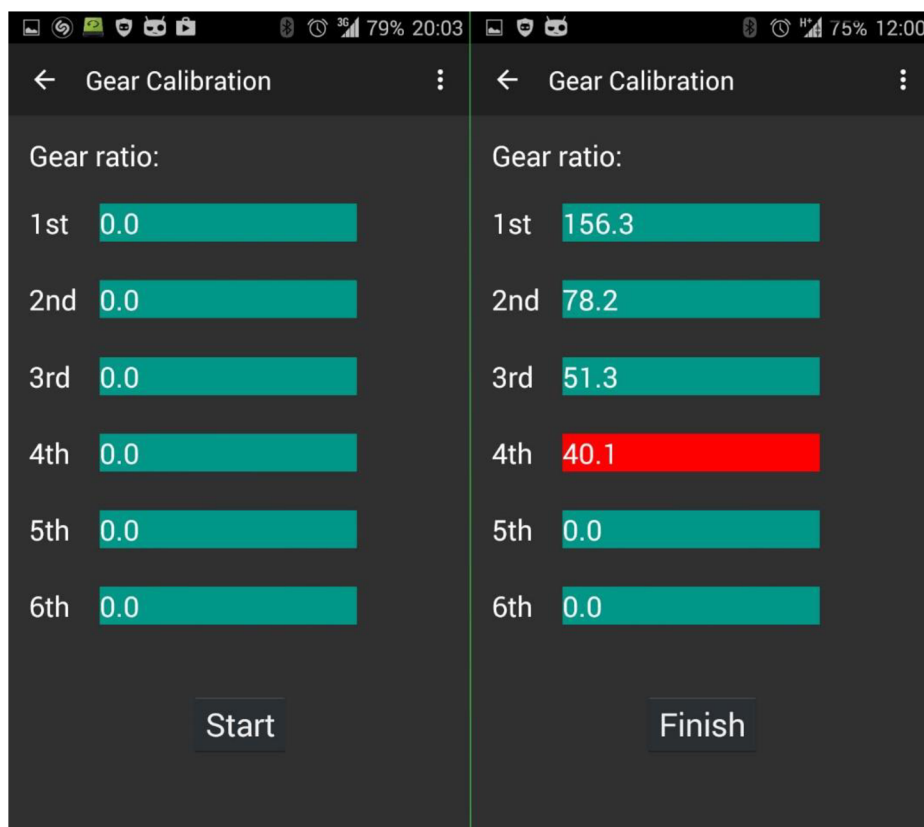 3G 79% 20:03
Gear Calibration
Gear ratio:
1st 0.0
2nd 0.0
3rd 0.0
4th 0.0
5th 0.0
6th 0.0
Start
H+ 75% 12:00
Gear Calibration
Gear ratio:
1st 156.3
2nd 78.2
3rd 51.3
4th 40.1
5th 0.0
6th 0.0
Finish